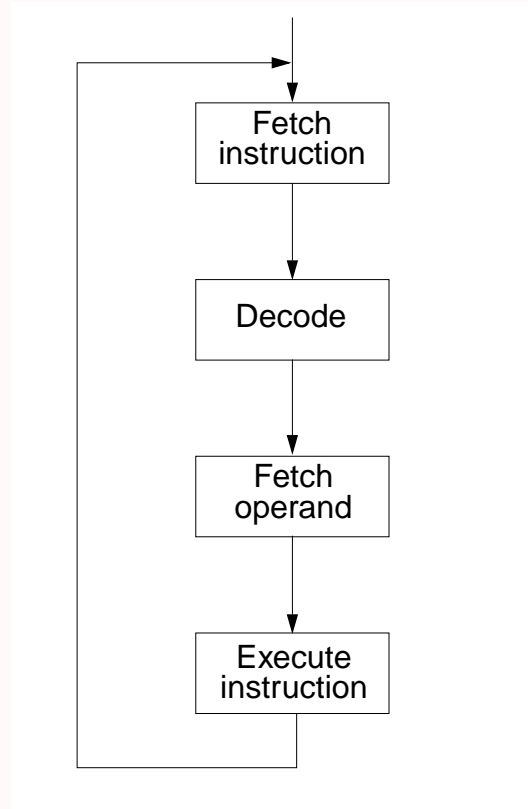 Fetch
instruction
Decode
Fetch
operand
Execute
instruction